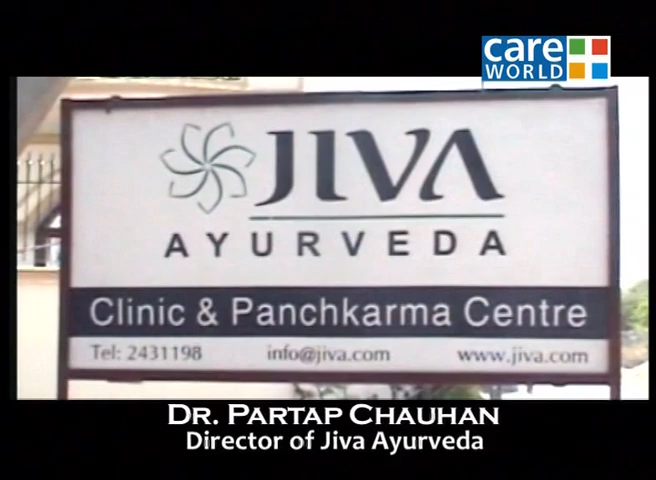 care
WORLD
JIVA
AYURVEDA
Clinic & Panchkarma Centre
Tel: 2431198 info@jiva.com www.jiva.com
DR. PARTAP CHAUHAN
Director of Jiva Ayurveda